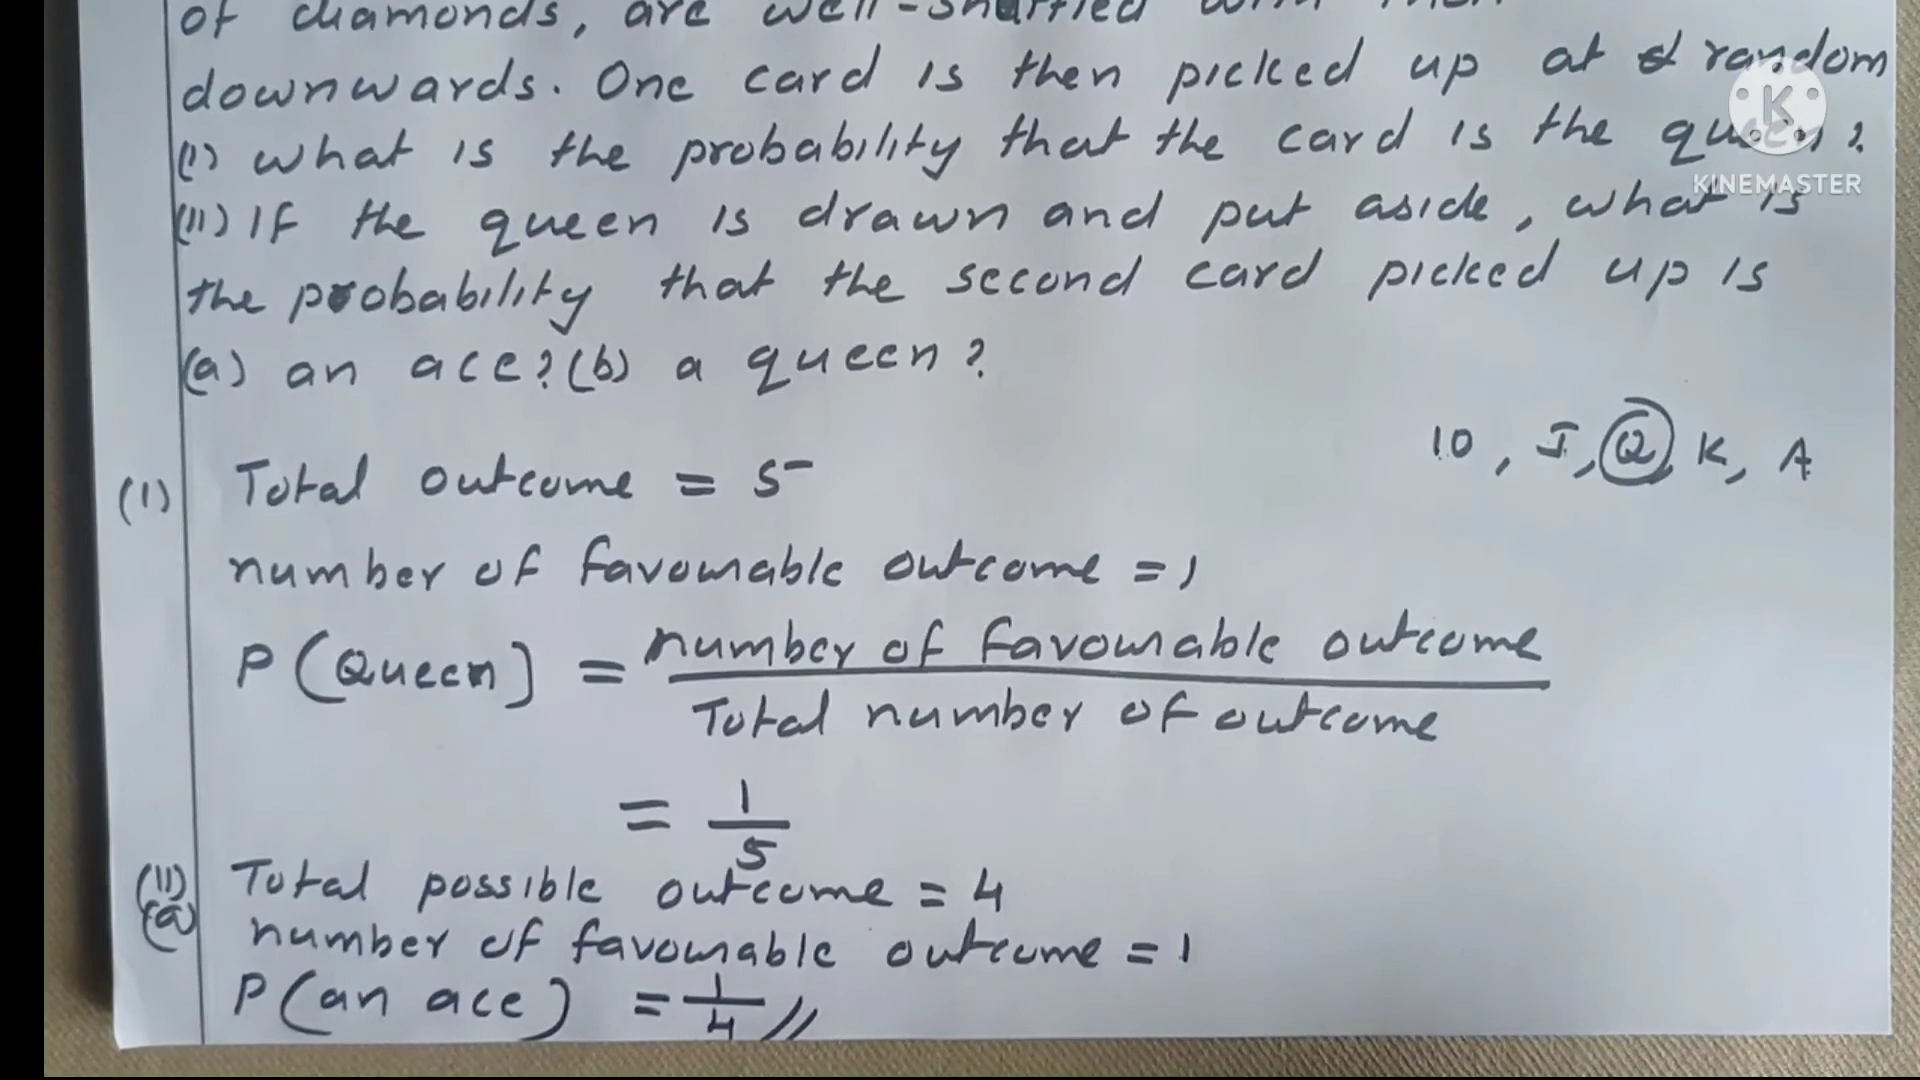 of diamonds, are well-shuffled with their
downwards. One card is then picked up at random
(i) what is the probability that the card is the queen?
KINEMASTER
(ii) If the queen is drawn and put aside, what is
the probability that the second card picked up is
(a) an ace? (b) a queen?
10, J, Q K, A
(i) Total outcome = 5
number of favourable outcome = 1
P(Queen) = number of favourable outcome
Total number of outcome
= 1
5
(ii) Total possible outcome = 4
(a) number of favourable outcome = 1
P(an ace) = 1
4 //